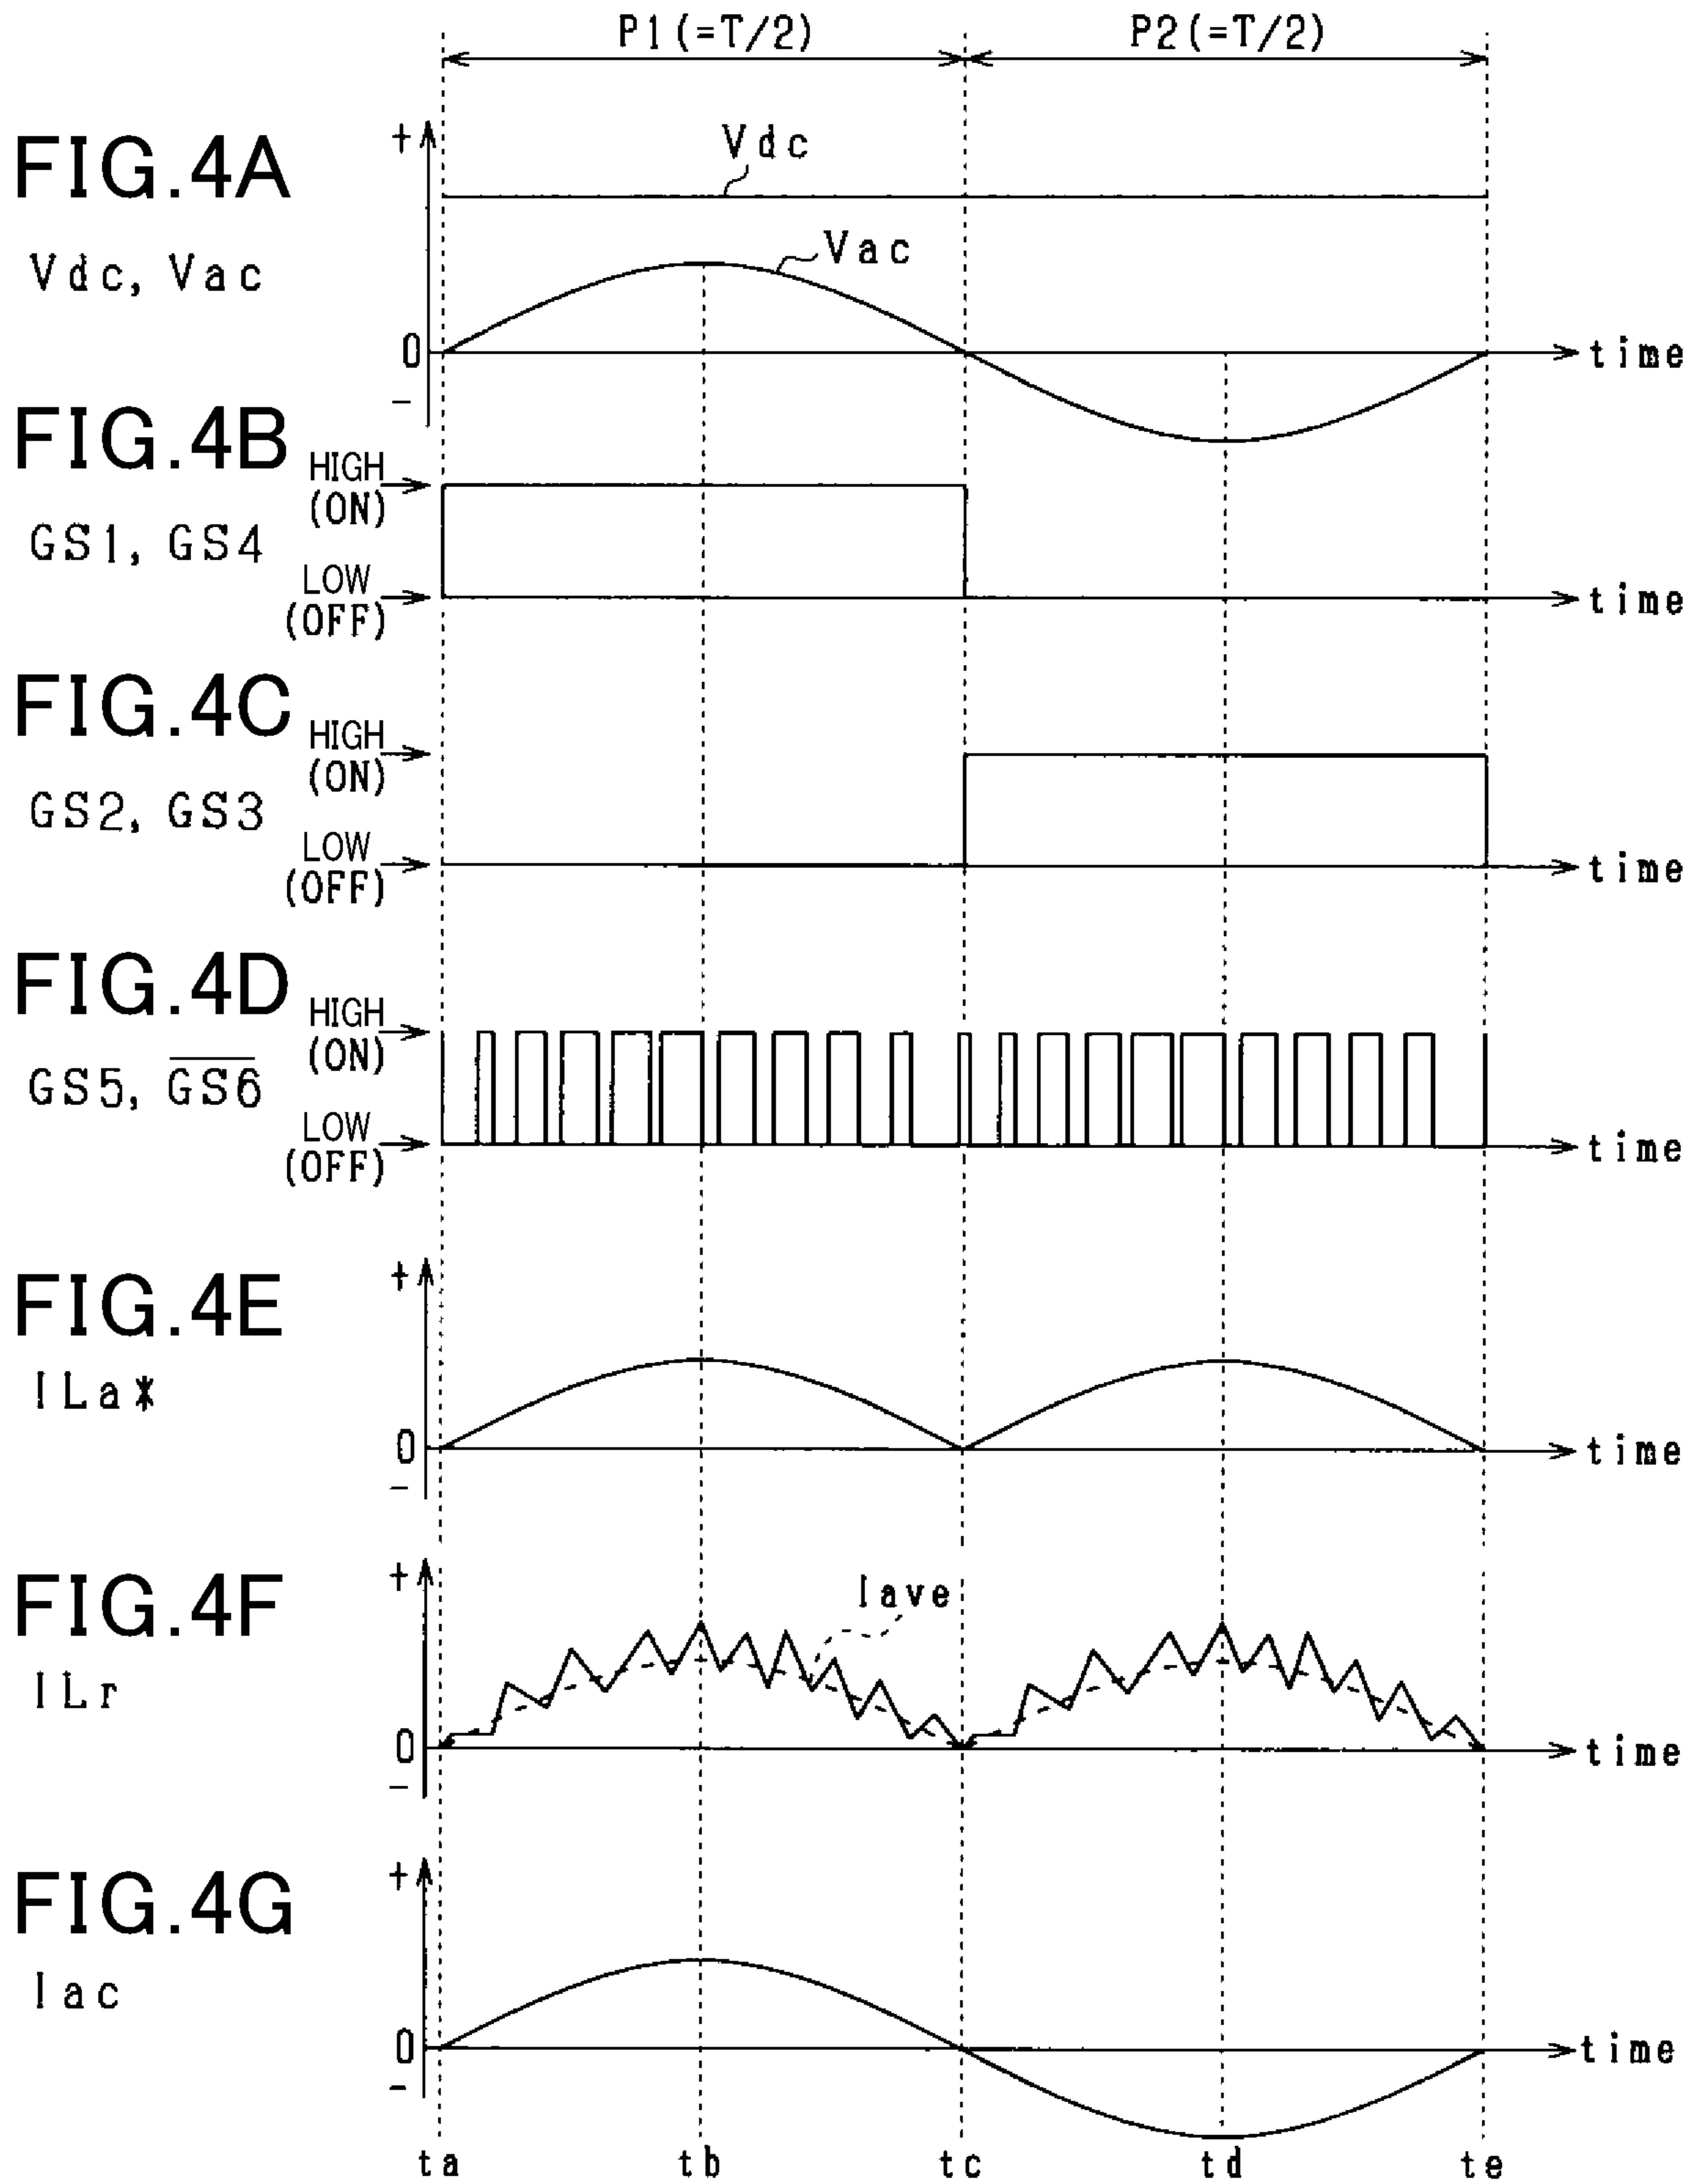 P1(=T/2) P2(=T/2)
FIG.4A
Vdc, Vac
+
Vdc
Vac
0
-
time
FIG.4B
GS1, GS4
HIGH
(ON)
LOW
(OFF)
time
FIG.4C
GS2, GS3
HIGH
(ON)
LOW
(OFF)
time
FIG.4D
GS5, G̅S̅6̅
HIGH
(ON)
LOW
(OFF)
time
FIG.4E
ILa*
+
0
-
time
FIG.4F
ILr
+
Iave
0
-
time
FIG.4G
Iac
+
0
-
time
ta tb tc td te